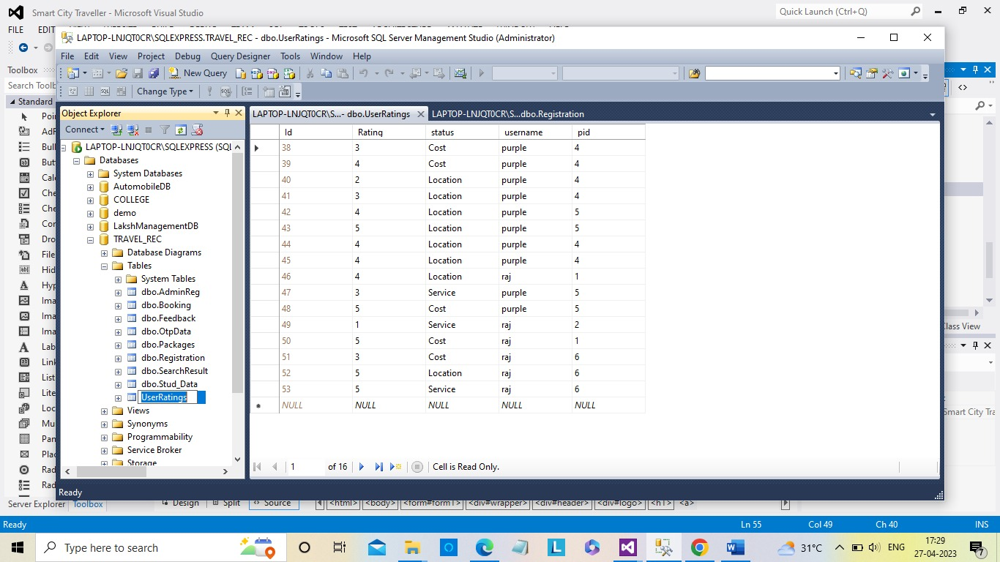 Smart City Traveller - Microsoft Visual Studio
Quick Launch (Ctrl+Q)
FILE EDIT
LAPTOP-LNJQT0CR\SQLEXPRESS.TRAVEL_REC - dbo.UserRatings - Microsoft SQL Server Management Studio (Administrator)
File Edit View Project Debug Query Designer Tools Window Help
New Query
Change Type
Toolbox
Search Toolb
Standard
Poi
AdR
Bull
But
Cale
Che
Che
Con
Dro
File
Hid
Hyp
Ima
Ima
Ima
Lab
Link
List
Lite
Loc
Mu
Pan
Plac
Rad
Rad
Server Explorer Toolbox
Object Explorer
Connect
LAPTOP-LNJQT0CR\SQLEXPRESS (SQL
Databases
System Databases
AutomobileDB
COLLEGE
demo
LakshManagementDB
TRAVEL_REC
Database Diagrams
Tables
System Tables
dbo.AdminReg
dbo.Booking
dbo.Feedback
dbo.OtpData
dbo.Packages
dbo.Registration
dbo.SearchResult
dbo.Stud_Data
UserRatings
Views
Synonyms
Programmability
Service Broker
Storage
LAPTOP-LNJQT0CR\S...- dbo.UserRatings LAPTOP-LNJQT0CR\S...dbo.Registration
Id Rating status username pid
38 3 Cost purple 4
39 4 Cost purple 4
40 2 Location purple 4
41 3 Location purple 4
42 4 Location purple 5
43 5 Location purple 5
44 4 Location purple 4
45 4 Location purple 4
46 4 Location raj 1
47 3 Service purple 5
48 5 Cost purple 5
49 1 Service raj 2
50 5 Cost raj 1
51 3 Cost raj 6
52 5 Location raj 6
53 5 Service raj 6
NULL NULL NULL NULL NULL
1 of 16 Cell is Read Only.
Ready
Class View
Smart City Tra
Design Split Source <html> <body> <form#form1> <div#wrapper> <div#header> <div#logo> <h1> <a>
Ready Ln 55 Col 49 Ch 40 INS
Type here to search
31°C ENG 17:29
27-04-2023
7